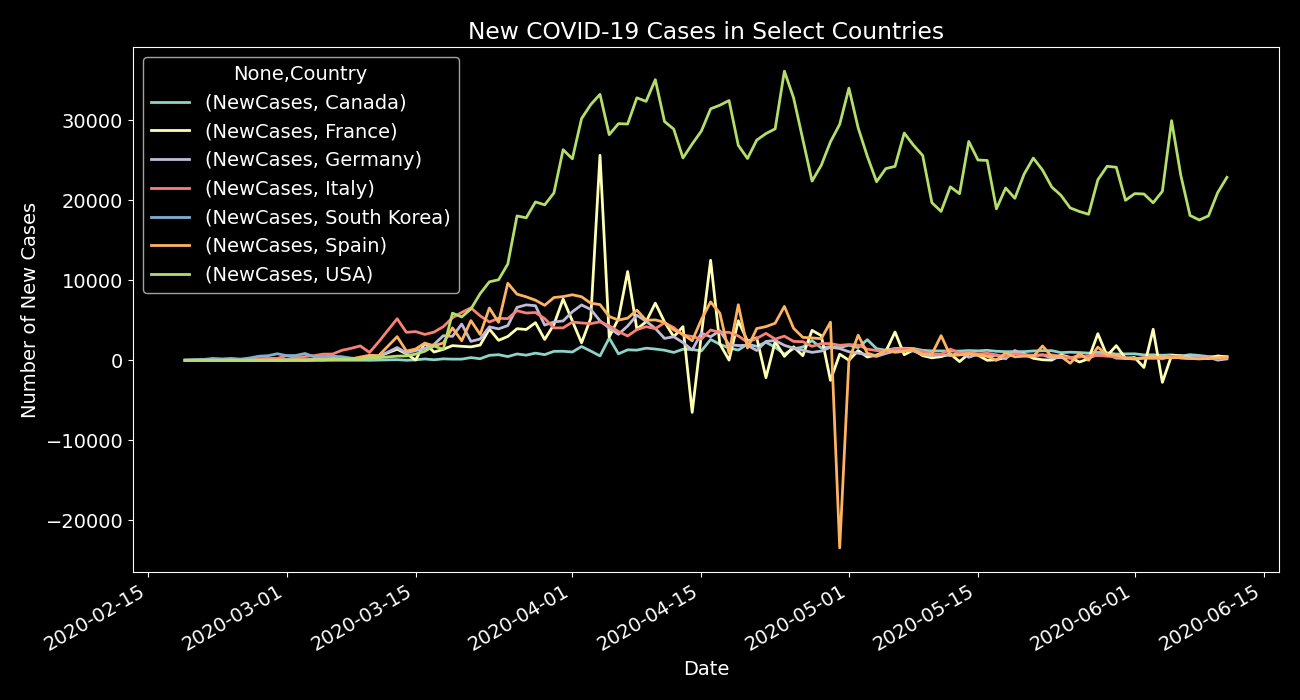 New COVID-19 Cases in Select Countries
None,Country
(NewCases, Canada)
(NewCases, France)
(NewCases, Germany)
(NewCases, Italy)
(NewCases, South Korea)
(NewCases, Spain)
(NewCases, USA)
Number of New Cases
30000
20000
10000
0
−10000
−20000
2020-02-15
2020-03-01
2020-03-15
2020-04-01
2020-04-15
2020-05-01
2020-05-15
2020-06-01
2020-06-15
Date